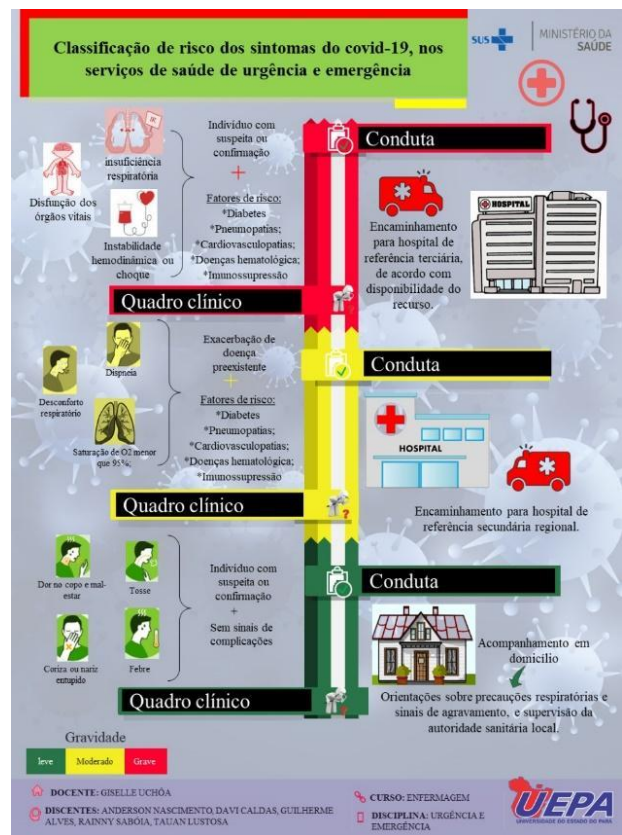 Classificação de risco dos sintomas do covid-19, nos
serviços de saúde de urgência e emergência
SUS
MINISTÉRIO DA
SAÚDE
insuficiência
respiratória
Disfunção dos
órgãos vitais
Instabilidade
hemodinâmica ou
choque
Indivíduo com
suspeita ou
confirmação
+
Fatores de risco:
*Diabetes
*Pneumopatias;
*Cardiovasculopatias;
*Doenças hematológica;
*Imunossupressão
Quadro clínico
Conduta
HOSPITAL
Encaminhamento
para hospital de
referência terciária,
de acordo com
disponibilidade do
recurso.
Dispneia
Desconforto
respiratório
Saturação de O2 menor
que 95%;
Exacerbação de
doença
preexistente
+
Fatores de risco:
*Diabetes
*Pneumopatias;
*Cardiovasculopatias;
*Doenças hematológica;
*Imunossupressão
Quadro clínico
Conduta
HOSPITAL
Encaminhamento para hospital de
referência secundária regional.
Dor no copo e mal-
estar
Tosse
Coriza ou nariz
entupido
Febre
Indivíduo com
suspeita ou
confirmação
+
Sem sinais de
complicações
Quadro clínico
Conduta
Acompanhamento em
domicílio
Orientações sobre precauções respiratórias e
sinais de agravamento, e supervisão da
autoridade sanitária local.
Gravidade
leve Moderado Grave
DOCENTE: GISELLE UCHÔA
DISCENTES: ANDERSON NASCIMENTO, DAVI CALDAS, GUILHERME
ALVES, RAINNY SABÓIA, TAUAN LUSTOSA
CURSO: ENFERMAGEM
DISCIPLINA: URGÊNCIA E
EMERGÊNCIA
UEPA
UNIVERSIDADE DO ESTADO DO PARÁ